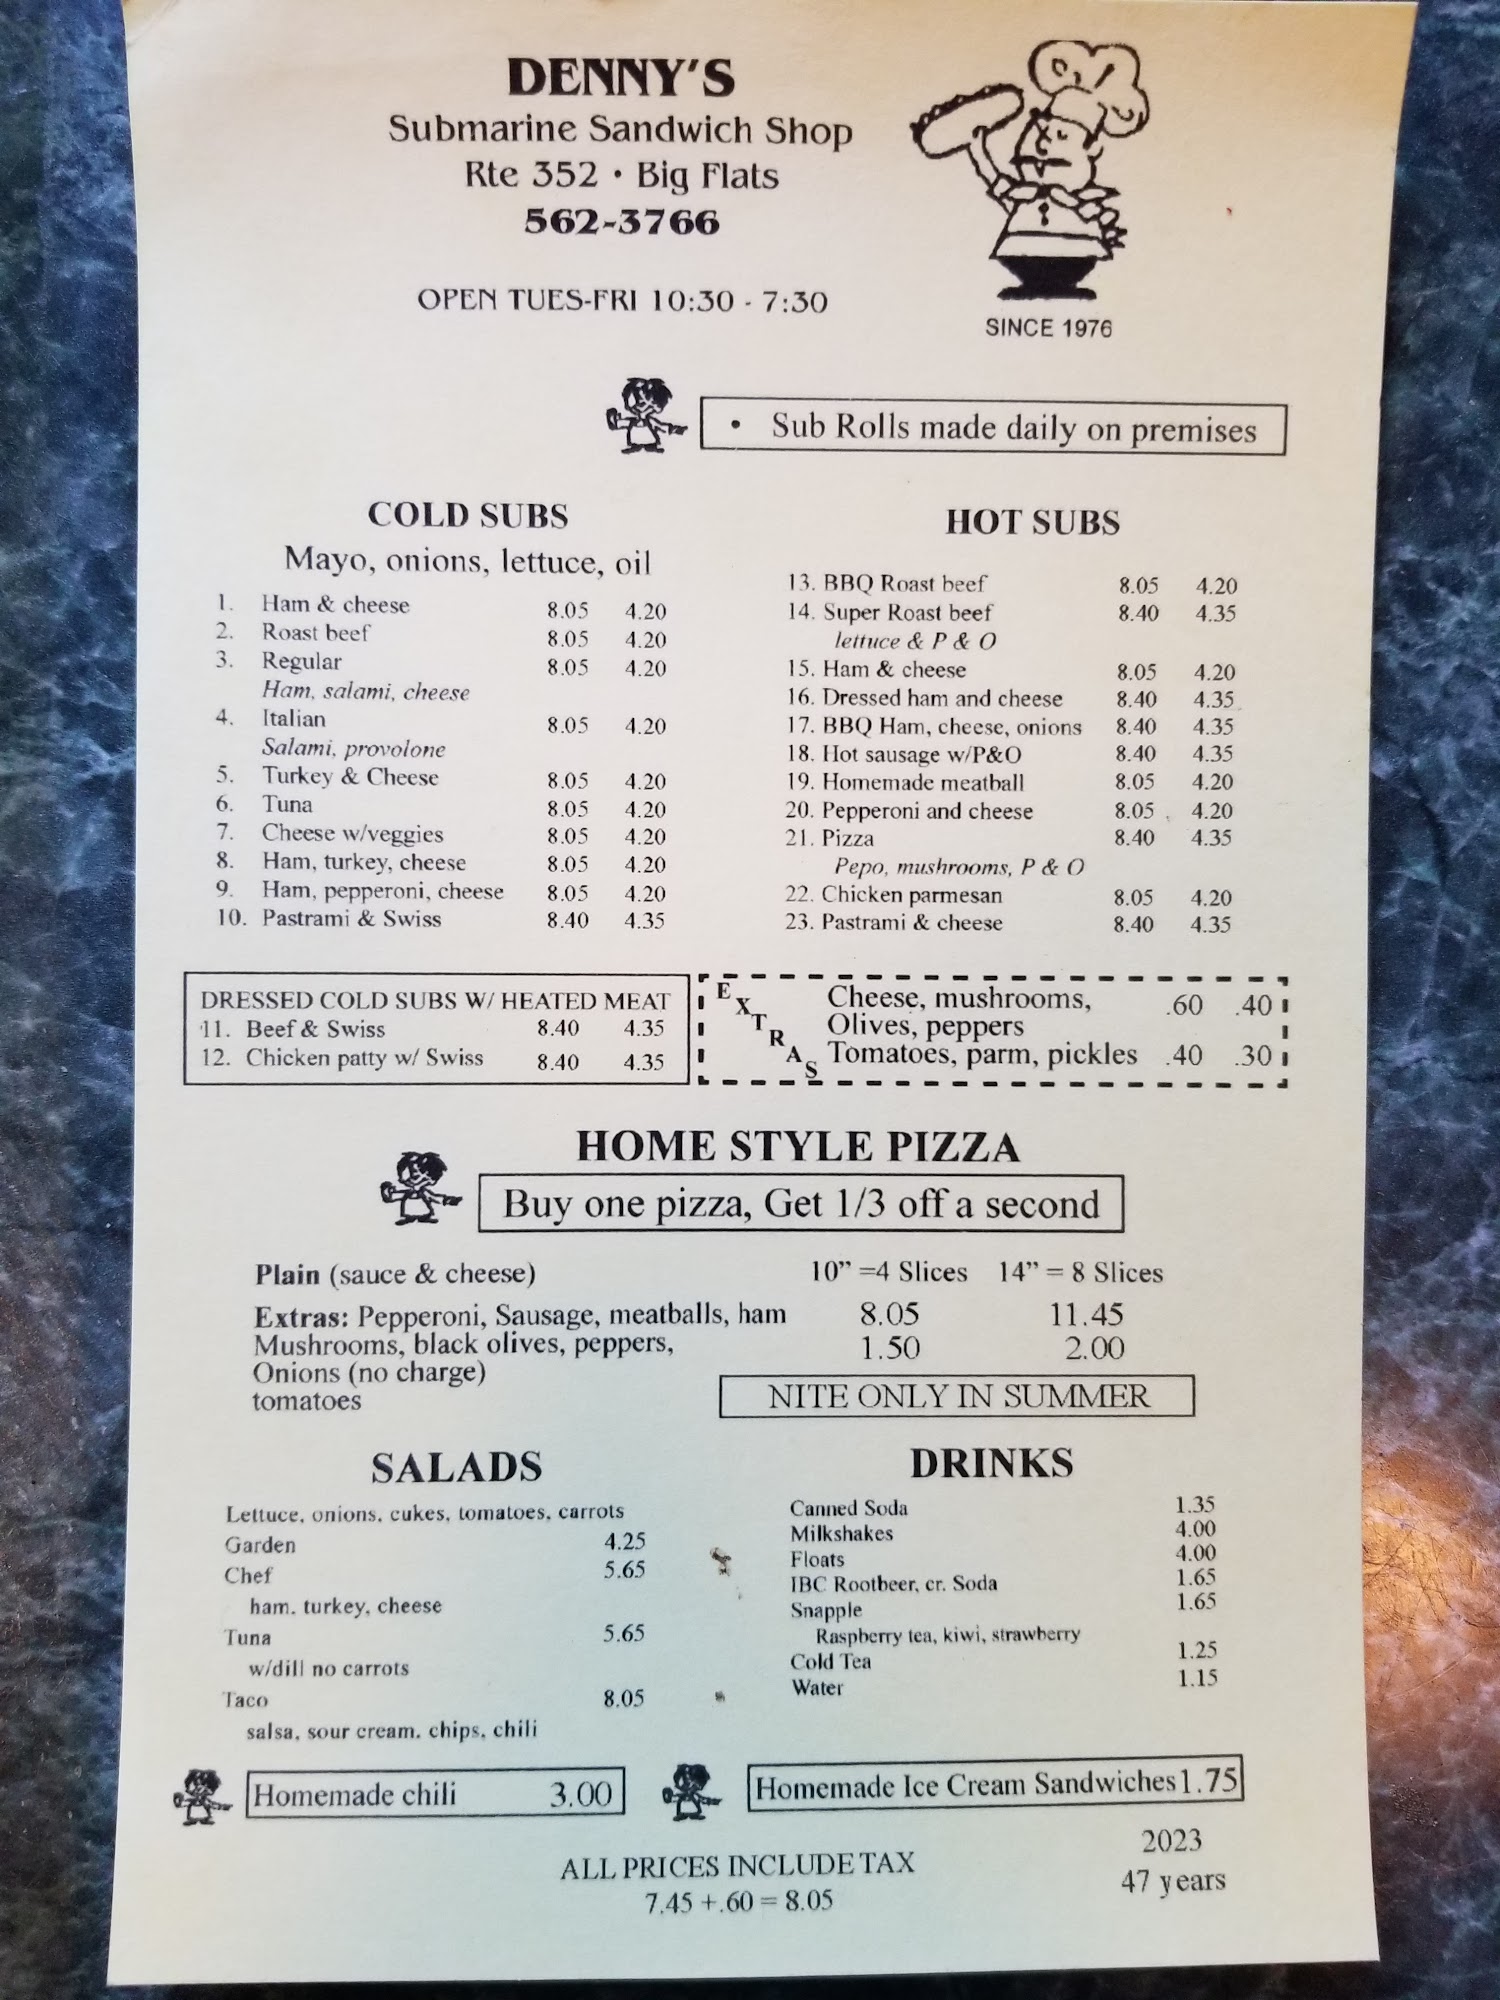 DENNY'S
Submarine Sandwich Shop
Rte 352 • Big Flats
562-3766
OPEN TUES-FRI 10:30 - 7:30
SINCE 1976
• Sub Rolls made daily on premises
COLD SUBS
Mayo, onions, lettuce, oil
1. Ham & cheese 8.05 4.20
2. Roast beef 8.05 4.20
3. Regular 8.05 4.20
Ham, salami, cheese
4. Italian 8.05 4.20
Salami, provolone
5. Turkey & Cheese 8.05 4.20
6. Tuna 8.05 4.20
7. Cheese w/veggies 8.05 4.20
8. Ham, turkey, cheese 8.05 4.20
9. Ham, pepperoni, cheese 8.05 4.20
10. Pastrami & Swiss 8.40 4.35
HOT SUBS
13. BBQ Roast beef 8.05 4.20
14. Super Roast beef 8.40 4.35
lettuce & P & O
15. Ham & cheese 8.05 4.20
16. Dressed ham and cheese 8.40 4.35
17. BBQ Ham, cheese, onions 8.40 4.35
18. Hot sausage w/P&O 8.40 4.35
19. Homemade meatball 8.05 4.20
20. Pepperoni and cheese 8.05 4.20
21. Pizza 8.40 4.35
Pepo, mushrooms, P & O
22. Chicken parmesan 8.05 4.20
23. Pastrami & cheese 8.40 4.35
DRESSED COLD SUBS W/ HEATED MEAT
11. Beef & Swiss 8.40 4.35
12. Chicken patty w/ Swiss 8.40 4.35
EXTRAS
Cheese, mushrooms, .60 .40
Olives, peppers
Tomatoes, parm, pickles .40 .30
HOME STYLE PIZZA
Buy one pizza, Get 1/3 off a second
Plain (sauce & cheese) 10" =4 Slices 14" = 8 Slices
Extras: Pepperoni, Sausage, meatballs, ham 8.05 11.45
Mushrooms, black olives, peppers, 1.50 2.00
Onions (no charge)
tomatoes
NITE ONLY IN SUMMER
SALADS
Lettuce, onions, cukes, tomatoes, carrots
Garden 4.25
Chef 5.65
ham, turkey, cheese
Tuna 5.65
w/dill no carrots
Taco 8.05
salsa, sour cream, chips, chili
DRINKS
Canned Soda 1.35
Milkshakes 4.00
Floats 4.00
IBC Rootbeer, cr. Soda 1.65
Snapple 1.65
Raspberry tea, kiwi, strawberry
Cold Tea 1.25
Water 1.15
Homemade chili 3.00
Homemade Ice Cream Sandwiches 1.75
ALL PRICES INCLUDE TAX
7.45 +.60 = 8.05
2023
47 years